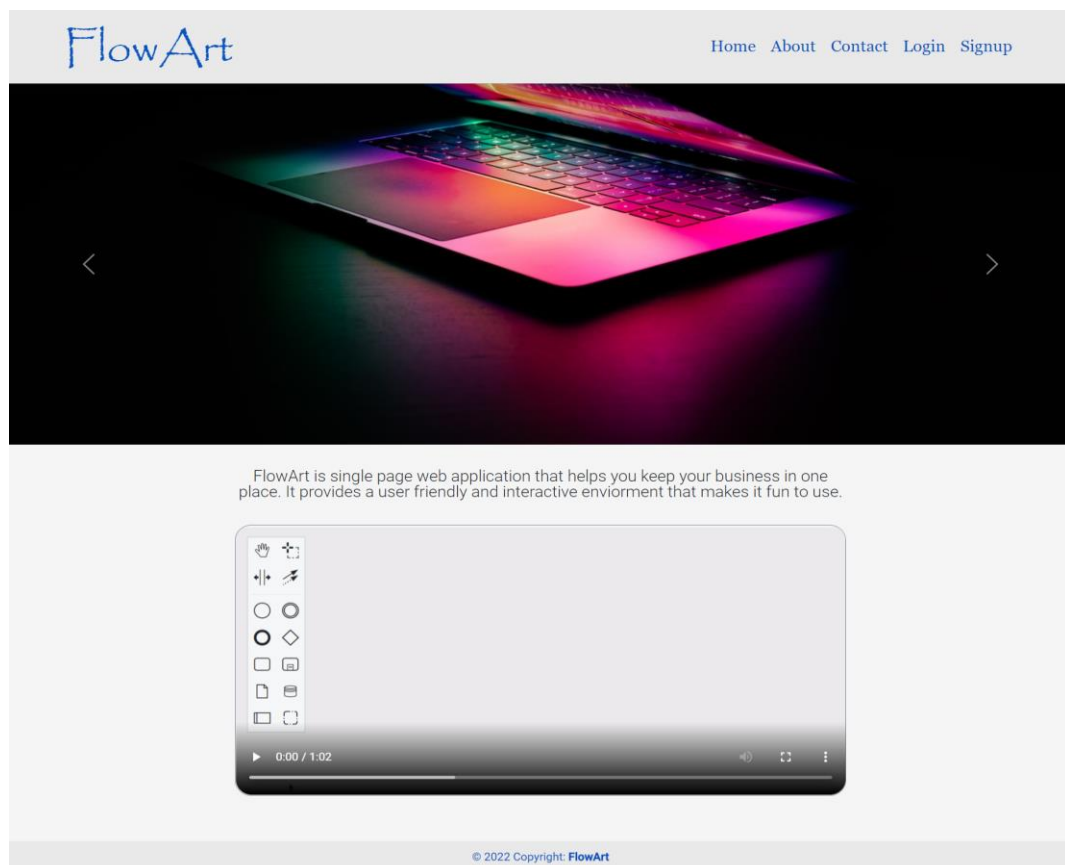 FlowArt
Home About Contact Login Signup
FlowArt is single page web application that helps you keep your business in one
place. It provides a user friendly and interactive enviorment that makes it fun to use.
0:00 / 1:02
© 2022 Copyright: FlowArt